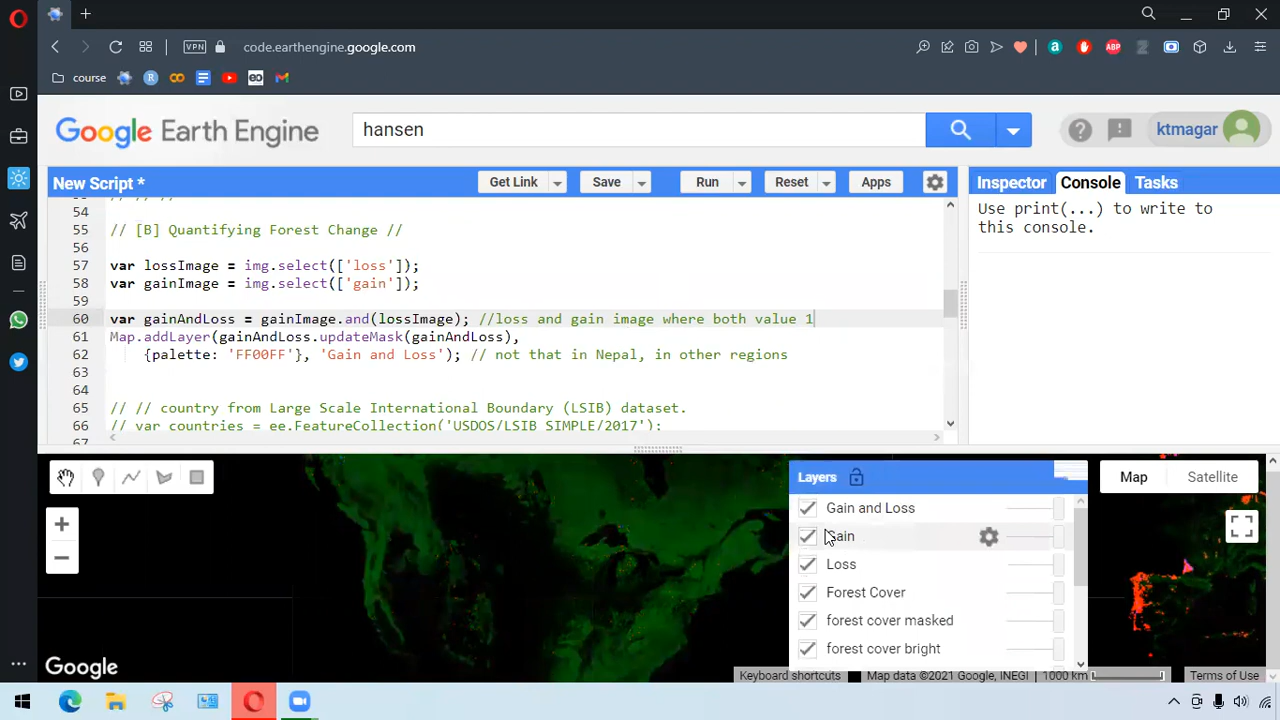 VPN
code.earthengine.google.com
course
ABP
2
Google Earth Engine
hansen
ktmagar
New Script *
Get Link
Save
Run
Reset
Apps
Inspector
Console
Tasks
Use print(...) to write to
this console.
54
55 // [B] Quantifying Forest Change //
56
57 var lossImage = img.select(['loss']);
58 var gainImage = img.select(['gain']);
59
60 var gainAndLoss = gainImage.and(lossImage); //loss and gain image where both value 1
61 Map.addLayer(gainAndLoss.updateMask(gainAndLoss),
62 {palette: 'FF00FF'}, 'Gain and Loss'); // not that in Nepal, in other regions
63
64
65 // // country from Large Scale International Boundary (LSIB) dataset.
66 // var countries = ee.FeatureCollection('USDOS/LSIB_SIMPLE/2017');
67
Layers
Gain and Loss
Gain
Loss
Forest Cover
forest cover masked
forest cover bright
Map
Satellite
Google
Keyboard shortcuts
Map data ©2021 Google, INEGI
1000 km
Terms of Use